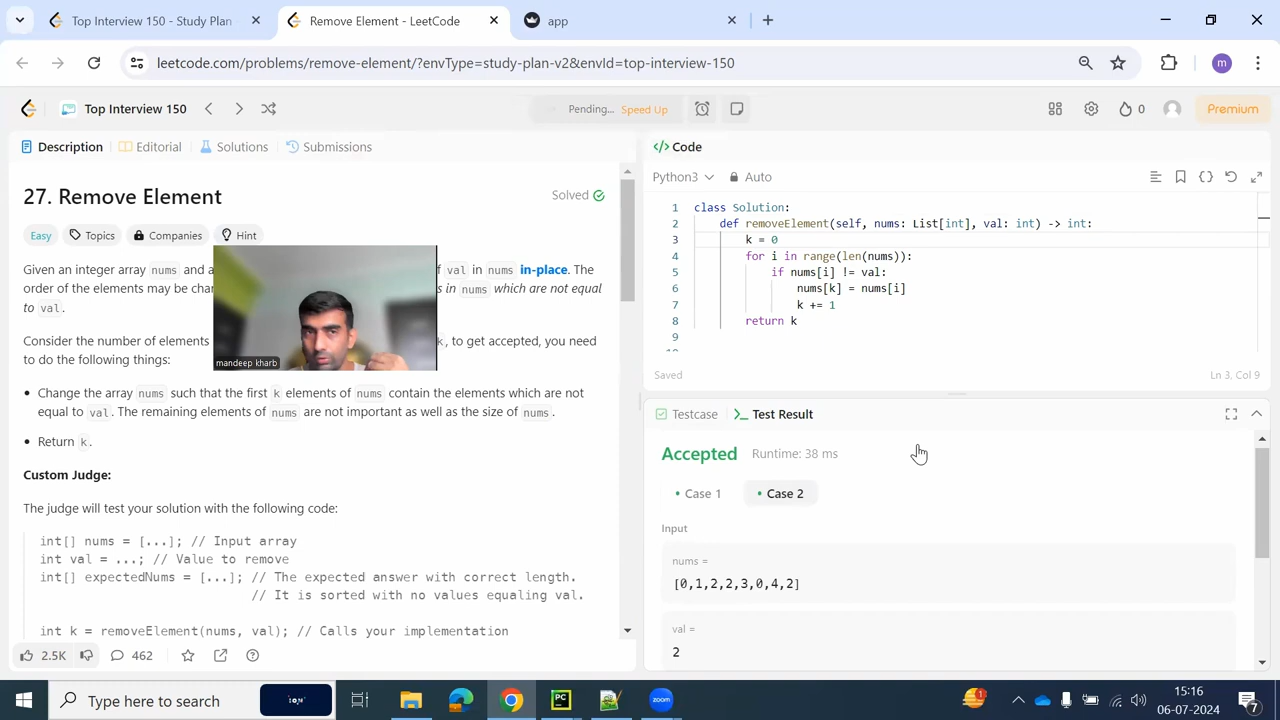 Top Interview 150 - Study Plan
Remove Element - LeetCode
app
leetcode.com/problems/remove-element/?envType=study-plan-v2&envId=top-interview-150
m
Top Interview 150
Pending... Speed Up
0
Premium
Description
Editorial
Solutions
Submissions
27. Remove Element
Solved
Easy
Topics
Companies
Hint
Given an integer array nums and a
f val in nums in-place. The
order of the elements may be cha
s in nums which are not equal
to val.
Consider the number of elements
k, to get accepted, you need
to do the following things:
• Change the array nums such that the first k elements of nums contain the elements which are not
equal to val. The remaining elements of nums are not important as well as the size of nums.
• Return k.
Custom Judge:
The judge will test your solution with the following code:
int[] nums = [...]; // Input array
int val = ...; // Value to remove
int[] expectedNums = [...]; // The expected answer with correct length.
// It is sorted with no values equaling val.
int k = removeElement(nums, val); // Calls your implementation
2.5K
462
mandeep kharb
</> Code
Python3
Auto
1 class Solution:
2 def removeElement(self, nums: List[int], val: int) -> int:
3 k = 0
4 for i in range(len(nums)):
5 if nums[i] != val:
6 nums[k] = nums[i]
7 k += 1
8 return k
9
10
Saved
Ln 3, Col 9
Testcase
>_ Test Result
Accepted Runtime: 38 ms
• Case 1
• Case 2
Input
nums =
[0,1,2,2,3,0,4,2]
val =
2
Type here to search
PC
zoom
1
15:16
06-07-2024
7